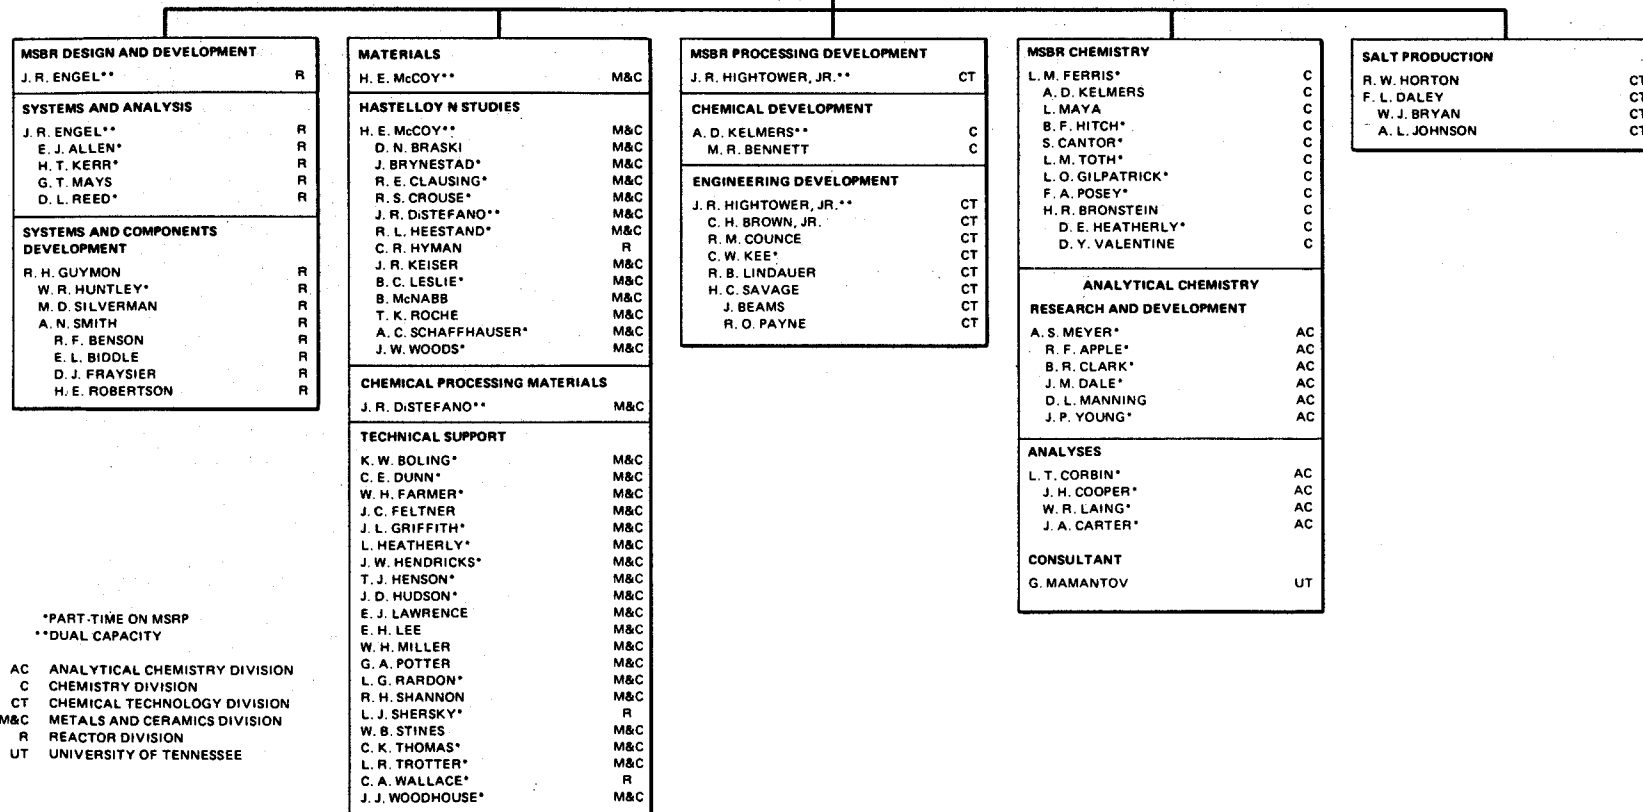 MSBR DESIGN AND DEVELOPMENT
J. R. ENGEL** R
SYSTEMS AND ANALYSIS
J. R. ENGEL** R
E. J. ALLEN* R
H. T. KERR* R
G. T. MAYS R
D. L. REED* R
SYSTEMS AND COMPONENTS
DEVELOPMENT
R. H. GUYMON R
W. R. HUNTLEY* R
M. D. SILVERMAN R
A. N. SMITH R
R. F. BENSON R
E. L. BIDDLE R
D. J. FRAYSIER R
H. E. ROBERTSON R
MATERIALS
H. E. McCOY** M&C
HASTELLOY N STUDIES
H. E. McCOY** M&C
D. N. BRASKI M&C
J. BRYNESTAD* M&C
R. E. CLAUSING* M&C
R. S. CROUSE* M&C
J. R. DiSTEFANO** M&C
R. L. HEESTAND* M&C
C. R. HYMAN R
J. R. KEISER M&C
B. C. LESLIE* M&C
B. McNABB M&C
T. K. ROCHE M&C
A. C. SCHAFFHAUSER* M&C
J. W. WOODS* M&C
CHEMICAL PROCESSING MATERIALS
J. R. DiSTEFANO** M&C
TECHNICAL SUPPORT
K. W. BOLING* M&C
C. E. DUNN* M&C
W. H. FARMER* M&C
J. C. FELTNER M&C
J. L. GRIFFITH* M&C
L. HEATHERLY* M&C
J. W. HENDRICKS* M&C
T. J. HENSON* M&C
J. D. HUDSON* M&C
E. J. LAWRENCE M&C
E. H. LEE M&C
W. H. MILLER M&C
G. A. POTTER M&C
L. G. RARDON* M&C
R. H. SHANNON M&C
L. J. SHERSKY* R
W. B. STINES M&C
C. K. THOMAS* M&C
L. R. TROTTER* M&C
C. A. WALLACE* R
J. J. WOODHOUSE* M&C
MSBR PROCESSING DEVELOPMENT
J. R. HIGHTOWER, JR.** CT
CHEMICAL DEVELOPMENT
A. D. KELMERS** C
M. R. BENNETT C
ENGINEERING DEVELOPMENT
J. R. HIGHTOWER, JR.** CT
C. H. BROWN, JR. CT
R. M. COUNCE CT
C. W. KEE* CT
R. B. LINDAUER CT
H. C. SAVAGE CT
J. BEAMS CT
R. O. PAYNE CT
MSBR CHEMISTRY
L. M. FERRIS* C
A. D. KELMERS C
L. MAYA C
B. F. HITCH* C
S. CANTOR* C
L. M. TOTH* C
L. O. GILPATRICK* C
F. A. POSEY* C
H. R. BRONSTEIN C
D. E. HEATHERLY* C
D. Y. VALENTINE C
ANALYTICAL CHEMISTRY
RESEARCH AND DEVELOPMENT
A. S. MEYER* AC
R. F. APPLE* AC
B. R. CLARK* AC
J. M. DALE* AC
D. L. MANNING AC
J. P. YOUNG* AC
ANALYSES
L. T. CORBIN* AC
J. H. COOPER* AC
W. R. LAING* AC
J. A. CARTER* AC
CONSULTANT
G. MAMANTOV UT
SALT PRODUCTION
R. W. HORTON CT
F. L. DALEY CT
W. J. BRYAN CT
A. L. JOHNSON CT
*PART-TIME ON MSRP
**DUAL CAPACITY
AC ANALYTICAL CHEMISTRY DIVISION
C CHEMISTRY DIVISION
CT CHEMICAL TECHNOLOGY DIVISION
M&C METALS AND CERAMICS DIVISION
R REACTOR DIVISION
UT UNIVERSITY OF TENNESSEE